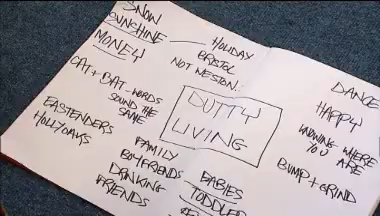 SNOW
SUNSHINE
MONEY
HOLIDAY
BRISTOL
NOT WESTON.
CAT + BAT - WORDS
SOUND THE
SAME
EASTENDERS
HOLLYOAKS
DUTTY
LIVING
FAMILY
BOYFRIENDS
DRINKING
FRIENDS
BABIES
TODDLER
DANCE
HAPPY
KNOWING - WHERE
YOU ARE
BUMP + GRIND